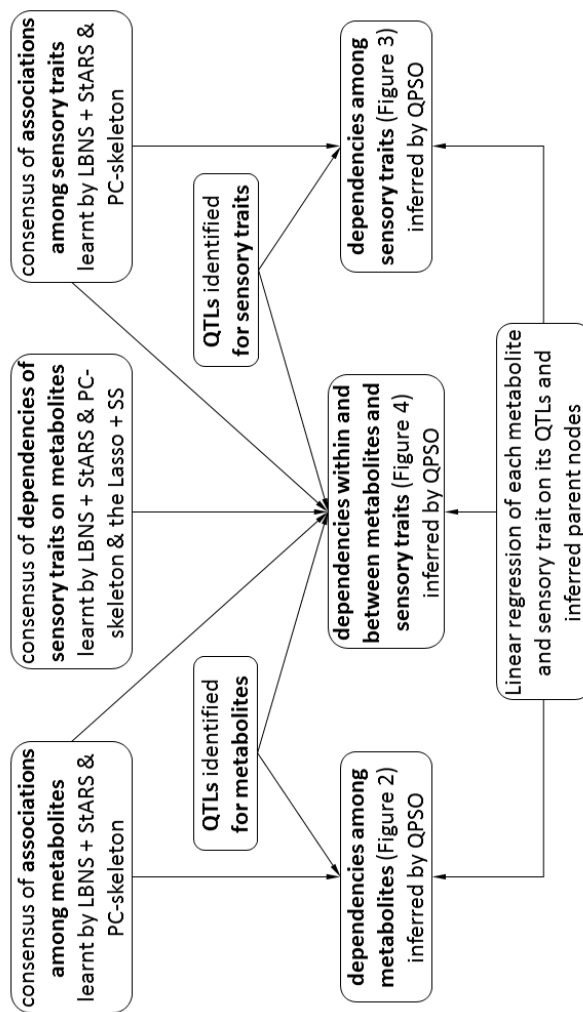 consensus of associations
among metabolites
learnt by LBNS + StARS &
PC-skeleton
consensus of dependencies of
sensory traits on metabolites
learnt by LBNS + StARS & PC-
skeleton & the Lasso + SS
consensus of associations
among sensory traits
learnt by LBNS + StARS &
PC-skeleton
QTLs identified
for metabolites
QTLs identified
for sensory traits
dependencies among
metabolites (Figure 2)
inferred by QPSO
dependencies within and
between metabolites and
sensory traits (Figure 4)
inferred by QPSO
dependencies among
sensory traits (Figure 3)
inferred by QPSO
Linear regression of each metabolite
and sensory trait on its QTLs and
inferred parent nodes